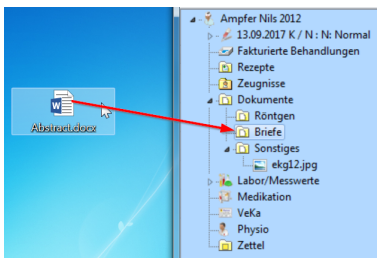 Abstract.docx
Ampfer Nils 2012
13.09.2017 K / N : N: Normal
Fakturierte Behandlungen
Rezepte
Zeugnisse
Dokumente
Röntgen
Briefe
Sonstiges
ekg12.jpg
Labor/Messwerte
Medikation
VeKa
Physio
Zettel